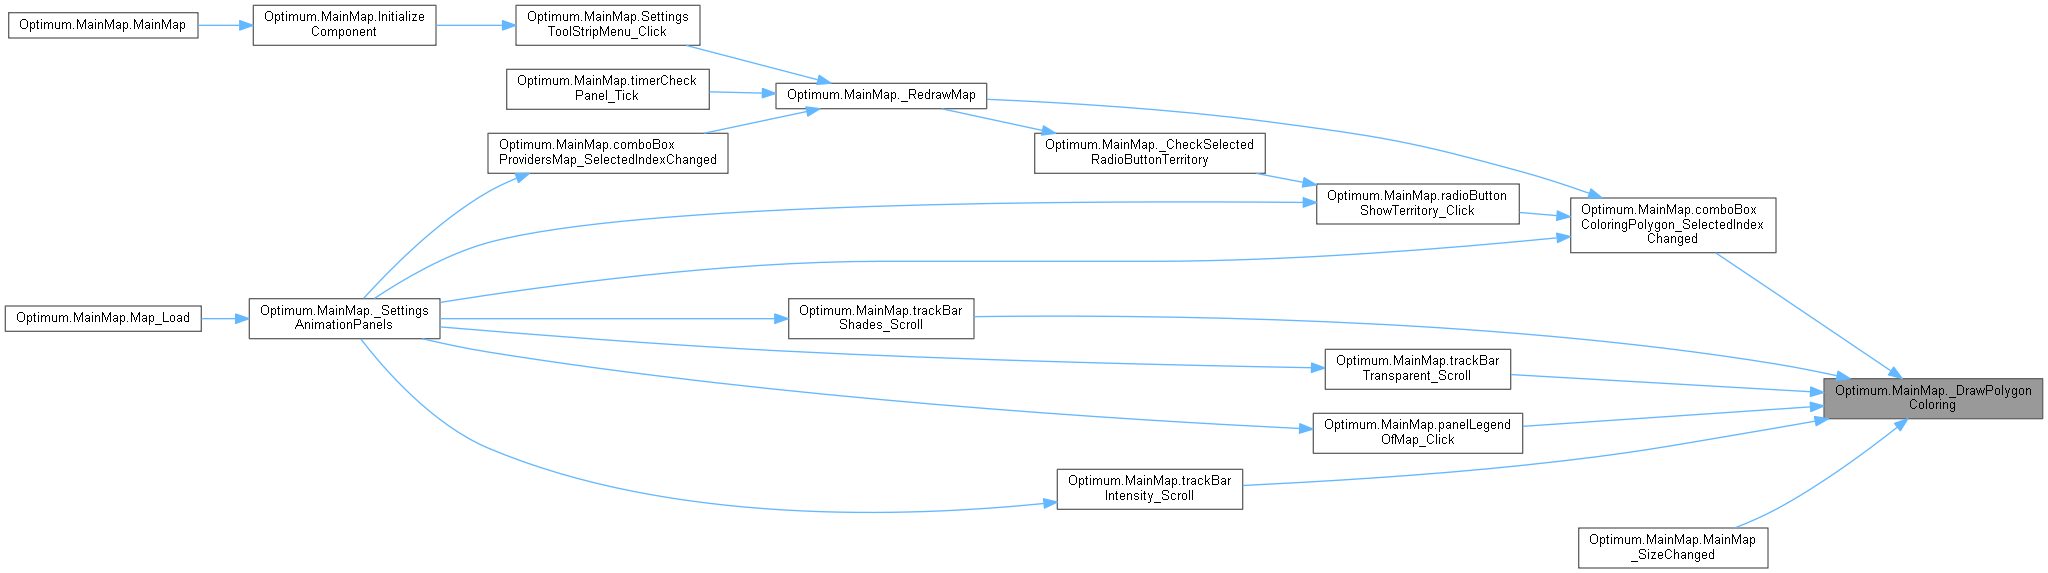 Optimum.MainMap.MainMap
Optimum.MainMap.Initialize
Component
Optimum.MainMap.Settings
ToolStripMenu_Click
Optimum.MainMap.timerCheck
Panel_Tick
Optimum.MainMap._RedrawMap
Optimum.MainMap.comboBox
ProvidersMap_SelectedIndexChanged
Optimum.MainMap._CheckSelected
RadioButtonTerritory
Optimum.MainMap.radioButton
ShowTerritory_Click
Optimum.MainMap.comboBox
ColoringPolygon_SelectedIndex
Changed
Optimum.MainMap.Map_Load
Optimum.MainMap._Settings
AnimationPanels
Optimum.MainMap.trackBar
Shades_Scroll
Optimum.MainMap.trackBar
Transparent_Scroll
Optimum.MainMap._DrawPolygon
Coloring
Optimum.MainMap.panelLegend
OfMap_Click
Optimum.MainMap.trackBar
Intensity_Scroll
Optimum.MainMap.MainMap
_SizeChanged